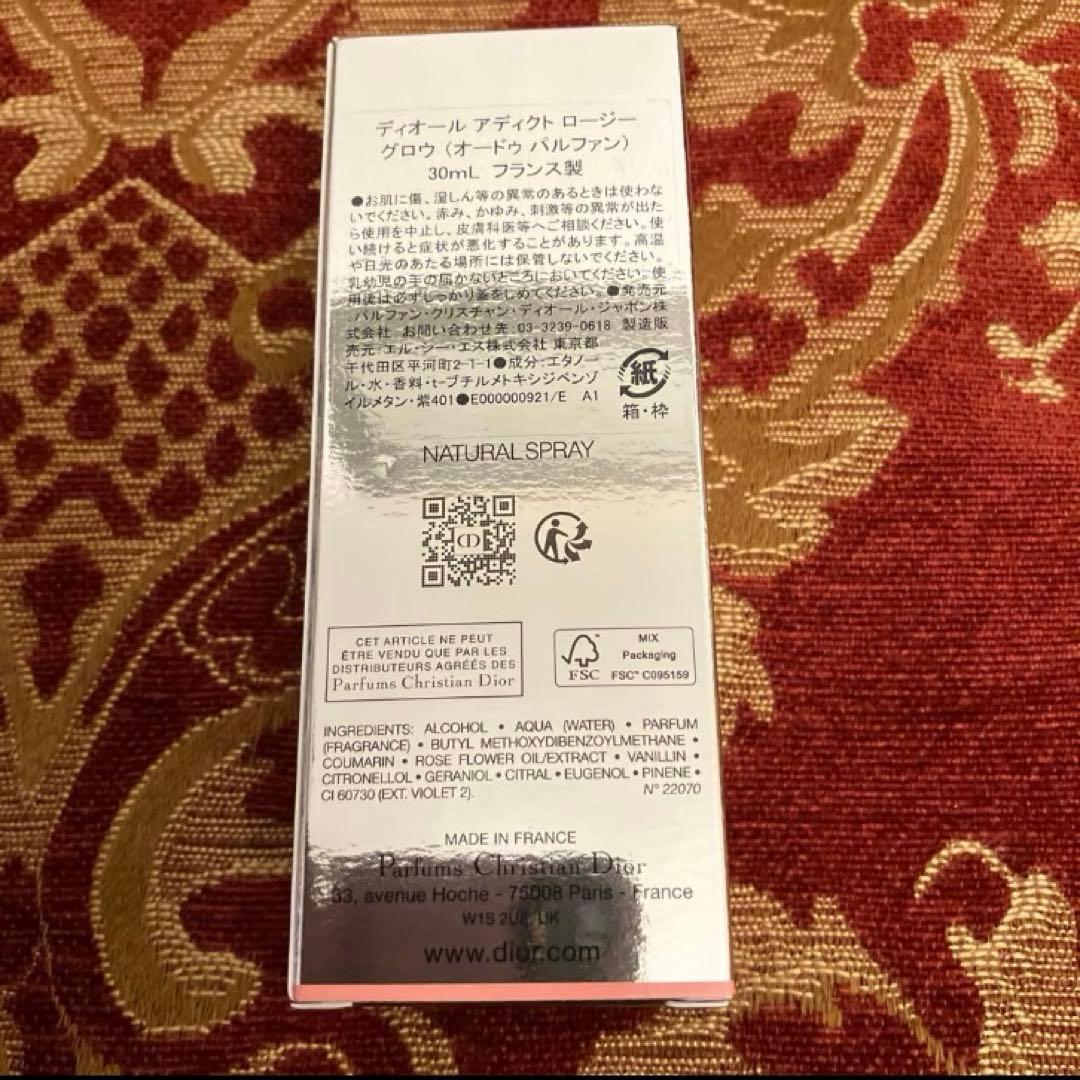 ディオール アディクト ロージー
グロウ（オードゥ パルファン）
30mL フランス製
●お肌に傷、湿しん等の異常のあるときは使わな
いでください。赤み、かゆみ、刺激等の異常が出た
ら使用を中止し、皮膚科医等へご相談ください。使
い続けると症状が悪化することがあります。高温
や日光のあたる場所には保管しないでください。
乳幼児の手の届かないところにおいてください。使
用後は必ずしっかり蓋をしめてください。●発売元
:パルファン・クリスチャン・ディオール・ジャポン株
式会社 お問い合わせ先:03-3239-0618 製造販
売元 エル・シー・エス株式会社 東京都
千代田区平河町2-1-1●成分:エタノー
ル・水・香料・t-ブチルメトキシジベンゾ
イルメタン・紫401●E000000921/E A1
紙
箱・枠
NATURAL SPRAY
CD
CET ARTICLE NE PEUT
ÊTRE VENDU QUE PAR LES
DISTRIBUTEURS AGRÉÉS DES
Parfums Christian Dior
FSC
MIX
Packaging
FSC™ C095159
INGREDIENTS: ALCOHOL • AQUA (WATER) • PARFUM
(FRAGRANCE) • BUTYL METHOXYDIBENZOYLMETHANE •
COUMARIN • ROSE FLOWER OIL/EXTRACT • VANILLIN •
CITRONELLOL • GERANIOL • CITRAL • EUGENOL • PINENE •
CI 60730 (EXT. VIOLET 2). N° 22070
MADE IN FRANCE
Parfums Christian Dior
33, avenue Hoche - 75008 Paris - France
W1S 2UE, UK
www.dior.com